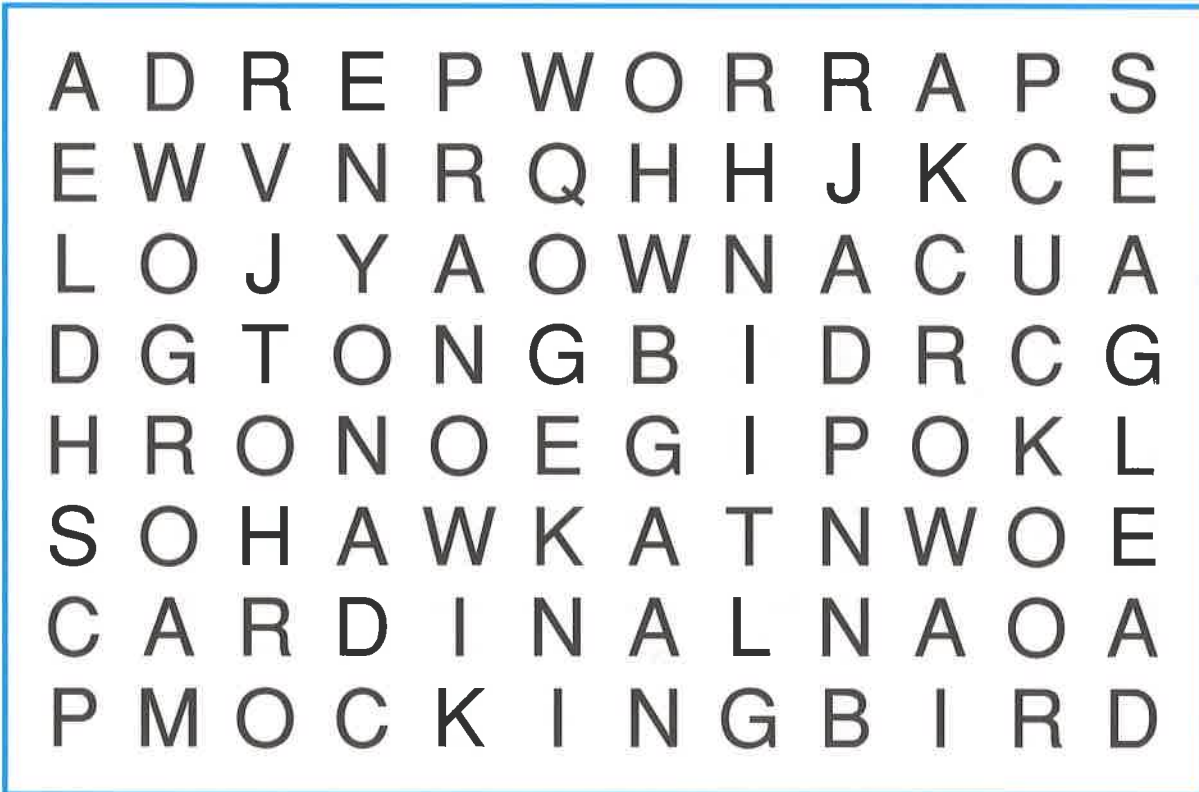 A D R E P W O R R A P S
E W V N R Q H H J K C E
L O J Y A O W N A C U A
D G T O N G B I D R C G
H R O N O E G I P O K L
S O H A W K A T N W O E
C A R D I N A L N A O A
P M O C K I N G B I R D